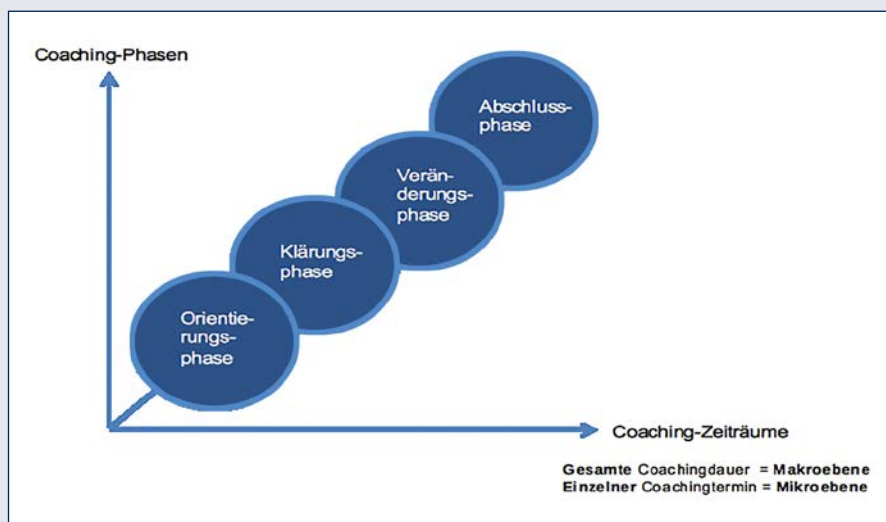 Coaching-Phasen
Abschluss-
phase
Verän-
derungs-
phase
Klärungs-
phase
Orientie-
rungs-
phase
Coaching-Zeiträume
Gesamte Coachingdauer = Makroebene
Einzelner Coachingtermin = Mikroebene